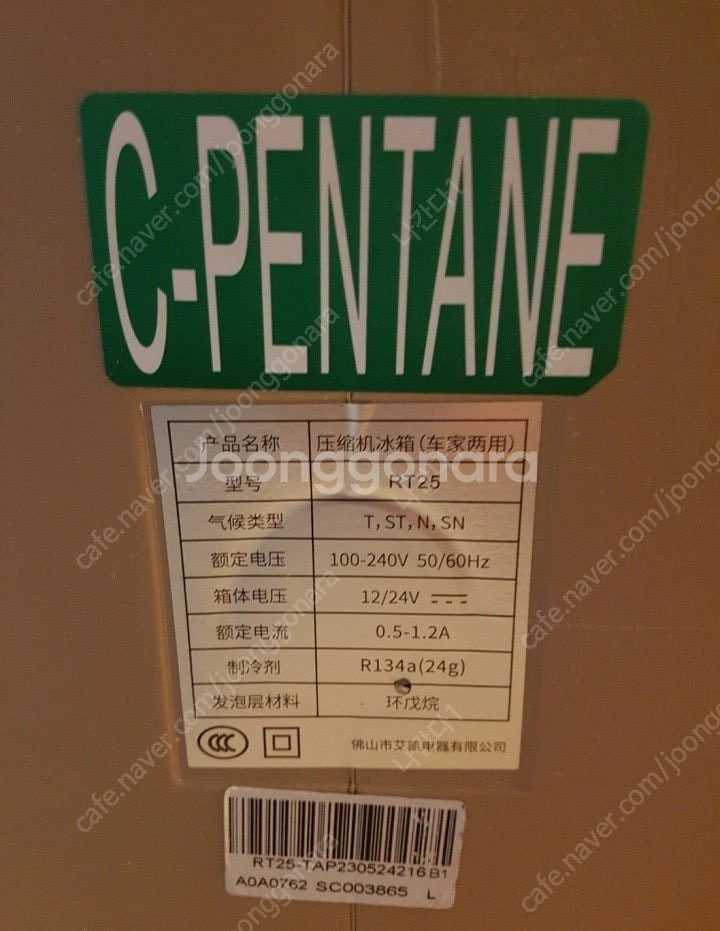 C-PENTANE
产品名称 压缩机冰箱(车家两用)
Joonggonara
型号 RT25
气候类型 T, ST, N, SN
额定电压 100-240V 50/60Hz
箱体电压 12/24V
额定电流 0.5-1.2A
制冷剂 R134a(24g)
发泡层材料 环戊烷
CCC 佛山市艾凯电器有限公司
RT25-TAP230524216B1
A0A0762 SC003865 L
cafe.naver.com/joonggonara